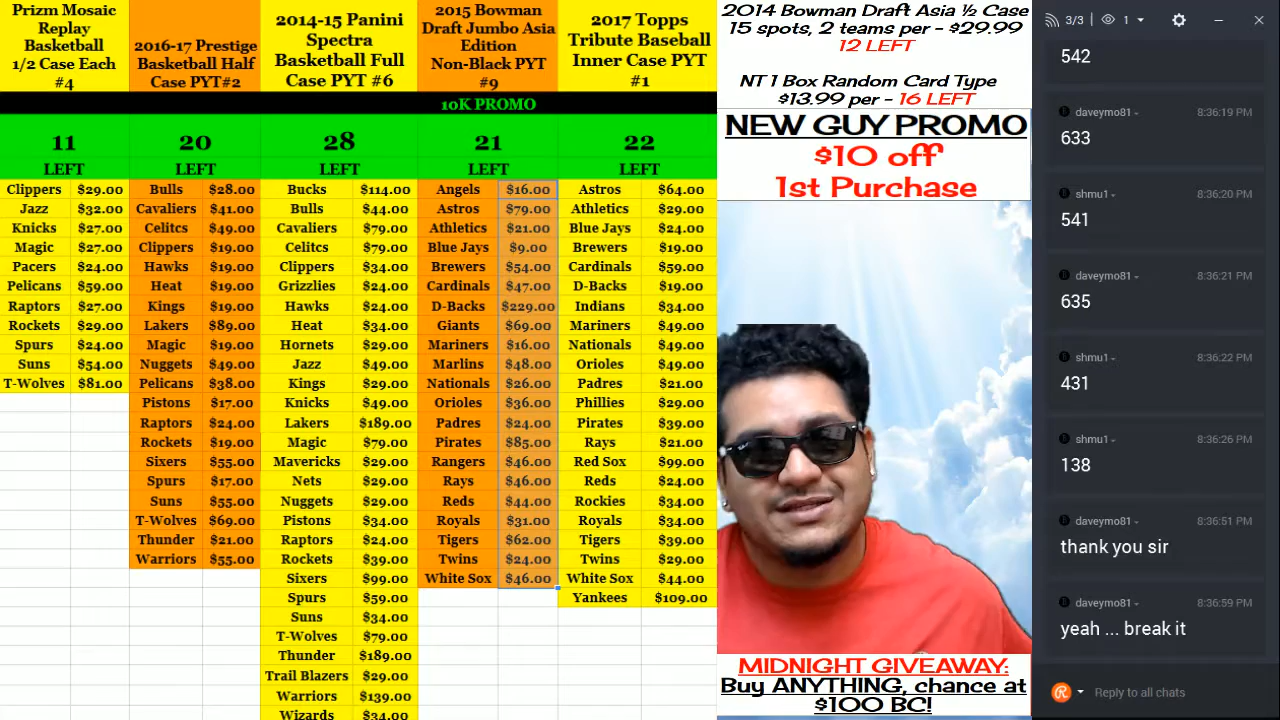 Prizm Mosaic
Replay
Basketball
1/2 Case Each
#4
2016-17 Prestige
Basketball Half
Case PYT#2
2014-15 Panini
Spectra
Basketball Full
Case PYT #6
2015 Bowman
Draft Jumbo Asia
Edition
Non-Black PYT
#9
2017 Topps
Tribute Baseball
Inner Case PYT
#1
10K PROMO
11 20 28 21 22
LEFT LEFT LEFT LEFT LEFT
Clippers $29.00 Bulls $28.00 Bucks $114.00 Angels $16.00 Astros $64.00
Jazz $32.00 Cavaliers $41.00 Bulls $44.00 Astros $79.00 Athletics $29.00
Knicks $27.00 Celitcs $49.00 Cavaliers $79.00 Athletics $21.00 Blue Jays $24.00
Magic $27.00 Clippers $19.00 Celitcs $79.00 Blue Jays $9.00 Brewers $19.00
Pacers $24.00 Hawks $19.00 Clippers $34.00 Brewers $54.00 Cardinals $59.00
Pelicans $59.00 Heat $19.00 Grizzlies $24.00 Cardinals $47.00 D-Backs $19.00
Raptors $27.00 Kings $19.00 Hawks $24.00 D-Backs $229.00 Indians $34.00
Rockets $29.00 Lakers $89.00 Heat $34.00 Giants $69.00 Mariners $49.00
Spurs $24.00 Magic $19.00 Hornets $29.00 Mariners $16.00 Nationals $49.00
Suns $54.00 Nuggets $49.00 Jazz $49.00 Marlins $48.00 Orioles $49.00
T-Wolves $81.00 Pelicans $38.00 Kings $29.00 Nationals $26.00 Padres $21.00
Pistons $17.00 Knicks $49.00 Orioles $36.00 Phillies $29.00
Raptors $24.00 Lakers $189.00 Padres $24.00 Pirates $39.00
Rockets $19.00 Magic $79.00 Pirates $85.00 Rays $21.00
Sixers $55.00 Mavericks $29.00 Rangers $46.00 Red Sox $99.00
Spurs $17.00 Nets $29.00 Rays $46.00 Reds $24.00
Suns $55.00 Nuggets $29.00 Reds $44.00 Rockies $34.00
T-Wolves $69.00 Pistons $34.00 Royals $31.00 Royals $34.00
Thunder $21.00 Raptors $24.00 Tigers $62.00 Tigers $39.00
Warriors $55.00 Rockets $39.00 Twins $24.00 Twins $29.00
Sixers $99.00 White Sox $46.00 White Sox $44.00
Spurs $59.00 Yankees $109.00
Suns $34.00
T-Wolves $79.00
Thunder $189.00
Trail Blazers $29.00
Warriors $139.00
Wizards $34.00
2014 Bowman Draft Asia ½ Case
15 spots, 2 teams per - $29.99
12 LEFT
NT 1 Box Random Card Type
$13.99 per - 16 LEFT
NEW GUY PROMO
$10 off
1st Purchase
MIDNIGHT GIVEAWAY:
Buy ANYTHING, chance at
$100 BC!
3/3 1
542
daveymo81 8:36:19 PM
633
shmu1 8:36:20 PM
541
daveymo81 8:36:21 PM
635
shmu1 8:36:22 PM
431
shmu1 8:36:26 PM
138
daveymo81 8:36:51 PM
thank you sir
daveymo81 8:36:59 PM
yeah ... break it
Reply to all chats